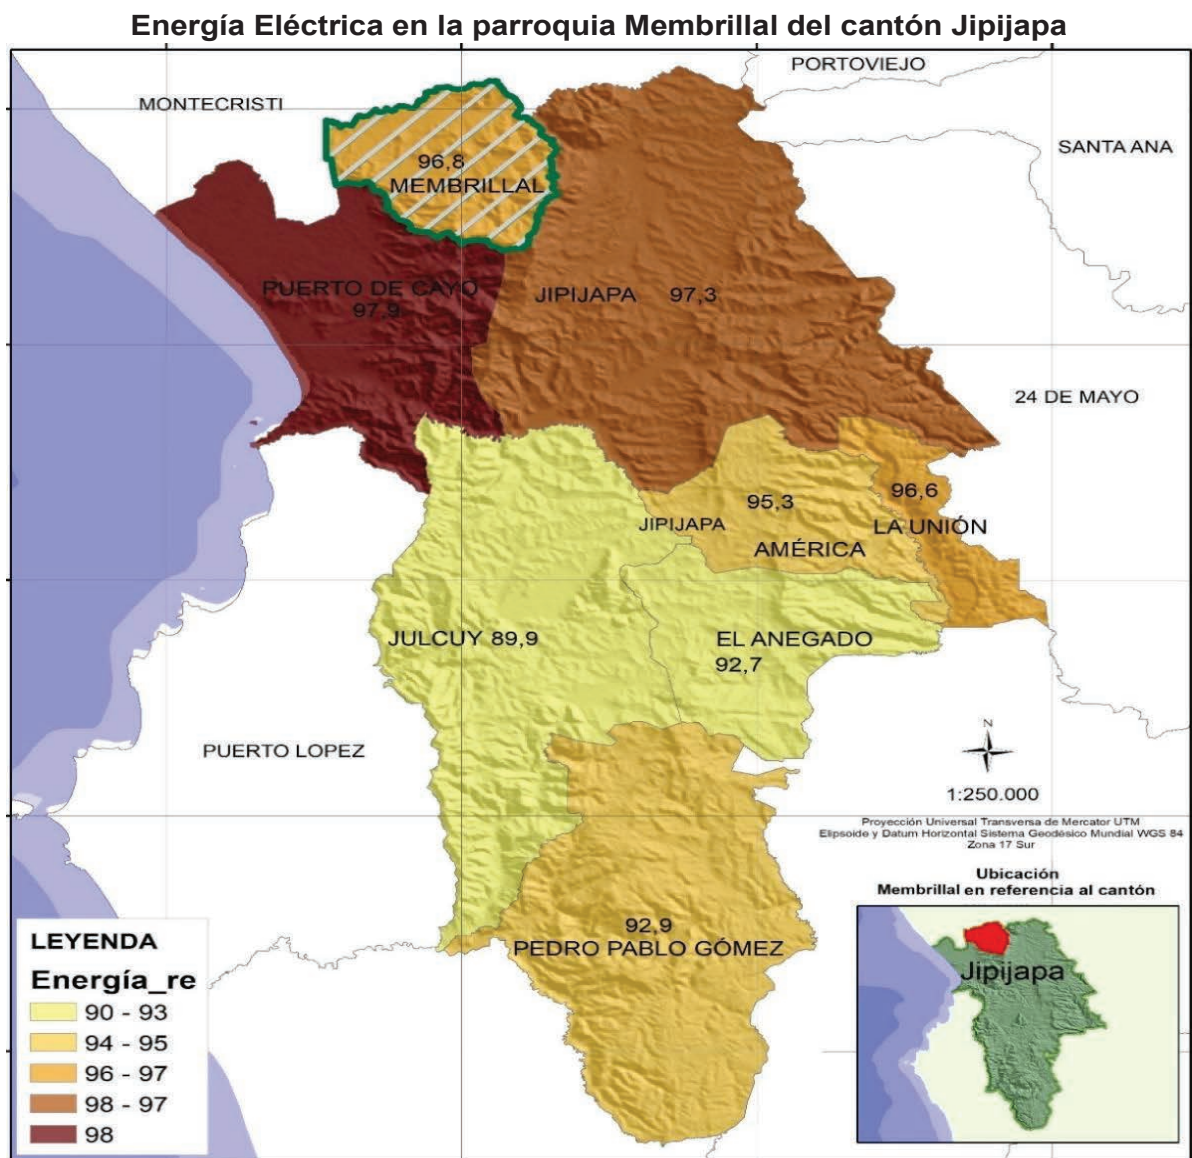 Energía Eléctrica en la parroquia Membrillal del cantón Jipijapa
PORTOVIEJO
MONTECRISTI
SANTA ANA
96,8
MEMBRILLAL
PUERTO DE CAYO
97,9
JIPIJAPA 97,3
24 DE MAYO
95,3
96,6
JIPIJAPA
LA UNIÓN
AMÉRICA
JULCUY 89,9
EL ANEGADO
92,7
PUERTO LOPEZ
N
1:250.000
Proyección Universal Transversa de Mercator UTM
Elipsoide y Datum Horizontal Sistema Geodésico Mundial WGS 84
Zona 17 Sur
Ubicación
Membrillal en referencia al cantón
Jipijapa
92,9
PEDRO PABLO GÓMEZ
LEYENDA
Energía_re
90 - 93
94 - 95
96 - 97
98 - 97
98